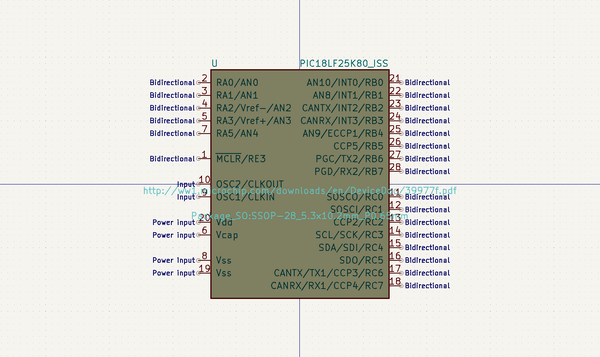 U PIC18LF25K80_ISS
Bidirectional 2 RA0/AN0 AN10/INT0/RB0 21 Bidirectional
Bidirectional 3 RA1/AN1 AN8/INT1/RB1 22 Bidirectional
Bidirectional 4 RA2/Vref-/AN2 CANTX/INT2/RB2 23 Bidirectional
Bidirectional 5 RA3/Vref+/AN3 CANRX/INT3/RB3 24 Bidirectional
Bidirectional 7 RA5/AN4 AN9/ECCP1/RB4 25 Bidirectional
CCP5/RB5 26 Bidirectional
Bidirectional 1 MCLR/RE3 PGC/TX2/RB6 27 Bidirectional
PGD/RX2/RB7 28 Bidirectional
Input 10 OSC2/CLKOUT
http://ww1.microchip.com/downloads/en/DeviceDoc/39977f.pdf
Input 9 OSC1/CLKIN SOSCO/RC0 11 Bidirectional
SOSCI/RC1 12 Bidirectional
Package_SO:SSOP-28_5.3x10.2mm_P0.65mm
Power input 20 Vdd CCP2/RC2 13 Bidirectional
Power input 6 Vcap SCL/SCK/RC3 14 Bidirectional
SDA/SDI/RC4 15 Bidirectional
Power input 8 Vss SDO/RC5 16 Bidirectional
Power input 19 Vss CANTX/TX1/CCP3/RC6 17 Bidirectional
CANRX/RX1/CCP4/RC7 18 Bidirectional